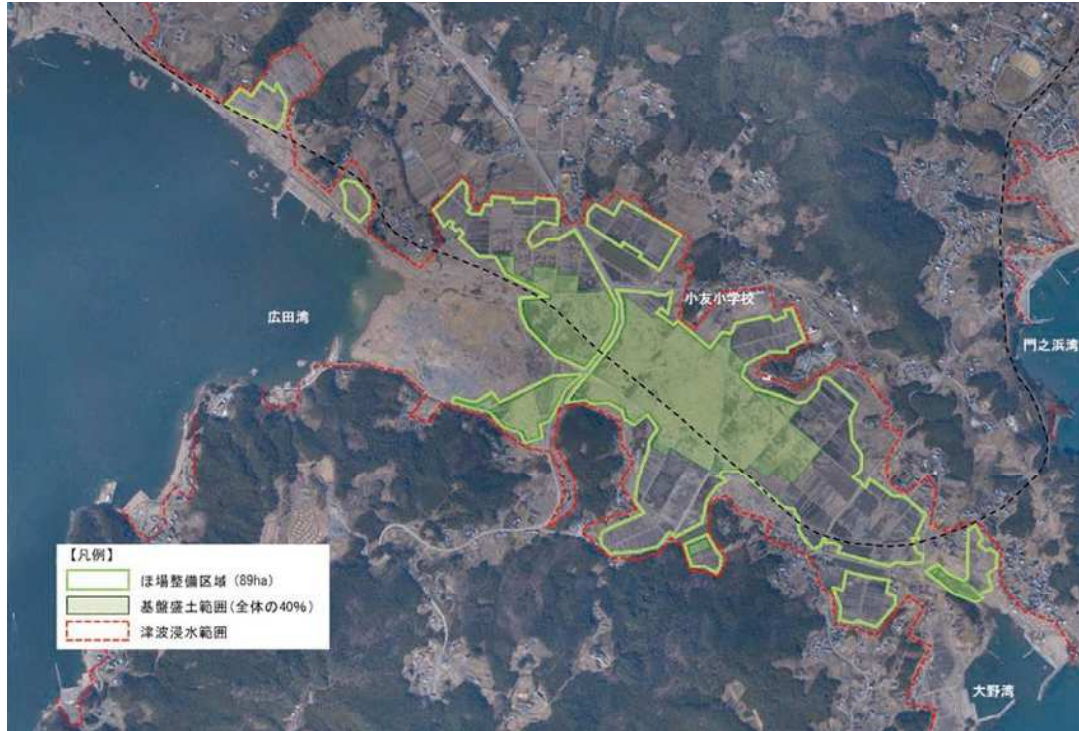 小友小学校
広田湾
門之浜湾
【凡例】
ほ場整備区域(89ha)
基盤盛土範囲(全体の40%)
津波浸水範囲
大野湾